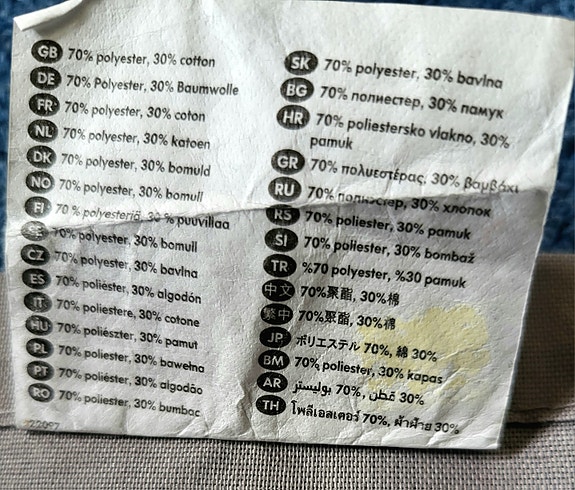 GB 70% polyester, 30% cotton
DE 70% Polyester, 30% Baumwolle
FR 70% polyester, 30% coton
NL 70% polyester, 30% katoen
DK 70% polyester, 30% bomuld
NO 70% polyester, 30% bomull
FI 70 % polyesteriä, 30 % puuvillaa
70% polyester, 30% bomull
CZ 70% polyester, 30% bavlna
ES 70% poliéster, 30% algodón
IT 70% poliestere, 30% cotone
HU 70% poliészter, 30% pamut
PL 70% poliester, 30% bawełna
PT 70% poliéster, 30% algodão
RO 70% poliester, 30% bumbac
22097
SK 70% polyester, 30% bavlna
BG 70% полиестер, 30% памук
HR 70% poliestersko vlakno, 30%
pamuk
GR 70% πολυεστέρας, 30% βαμβάκι
RU 70% полиэстер, 30% хлопок
RS 70% poliester, 30% pamuk
SI 70% poliester, 30% bombaž
TR %70 polyester, %30 pamuk
中文 70%聚酯, 30%棉
繁中 70%聚酯, 30%棉
JP ポリエステル 70%, 綿 30%
BM 70% poliester, 30% kapas
AR بوليستر 70%, قطن 30%
TH โพลีเอสเตอร์ 70%, ผ้าฝ้าย 30%